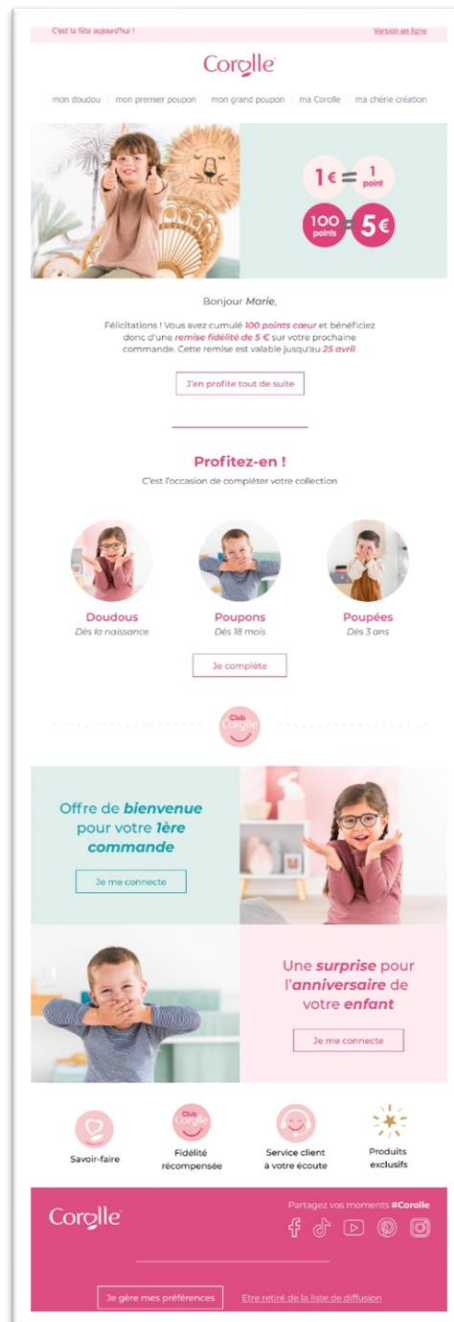 C'est la fête aujourd'hui !
Version en ligne
Corolle
mon doudou
mon premier poupon
mon grand poupon
ma Corolle
ma chérie création
1 € = 1 point
100 points = 5 €
Bonjour Marie,
Félicitations ! Vous avez cumulé 100 points cœur et bénéficiez
donc d'une remise fidélité de 5 € sur votre prochaine
commande. Cette remise est valable jusqu'au 25 avril.
J'en profite tout de suite
Profitez-en !
C'est l'occasion de compléter votre collection
Doudous
Dès la naissance
Poupons
Dès 18 mois
Poupées
Dès 3 ans
Je complète
Club
Corolle
Offre de bienvenue
pour votre 1ère
commande
Je me connecte
Une surprise pour
l'anniversaire de
votre enfant
Je me connecte
Savoir-faire
Club
Corolle
Fidélité
récompensée
Service client
à votre écoute
Produits
exclusifs
Corolle
Partagez vos moments #Corolle
Je gère mes préférences
Etre retiré de la liste de diffusion